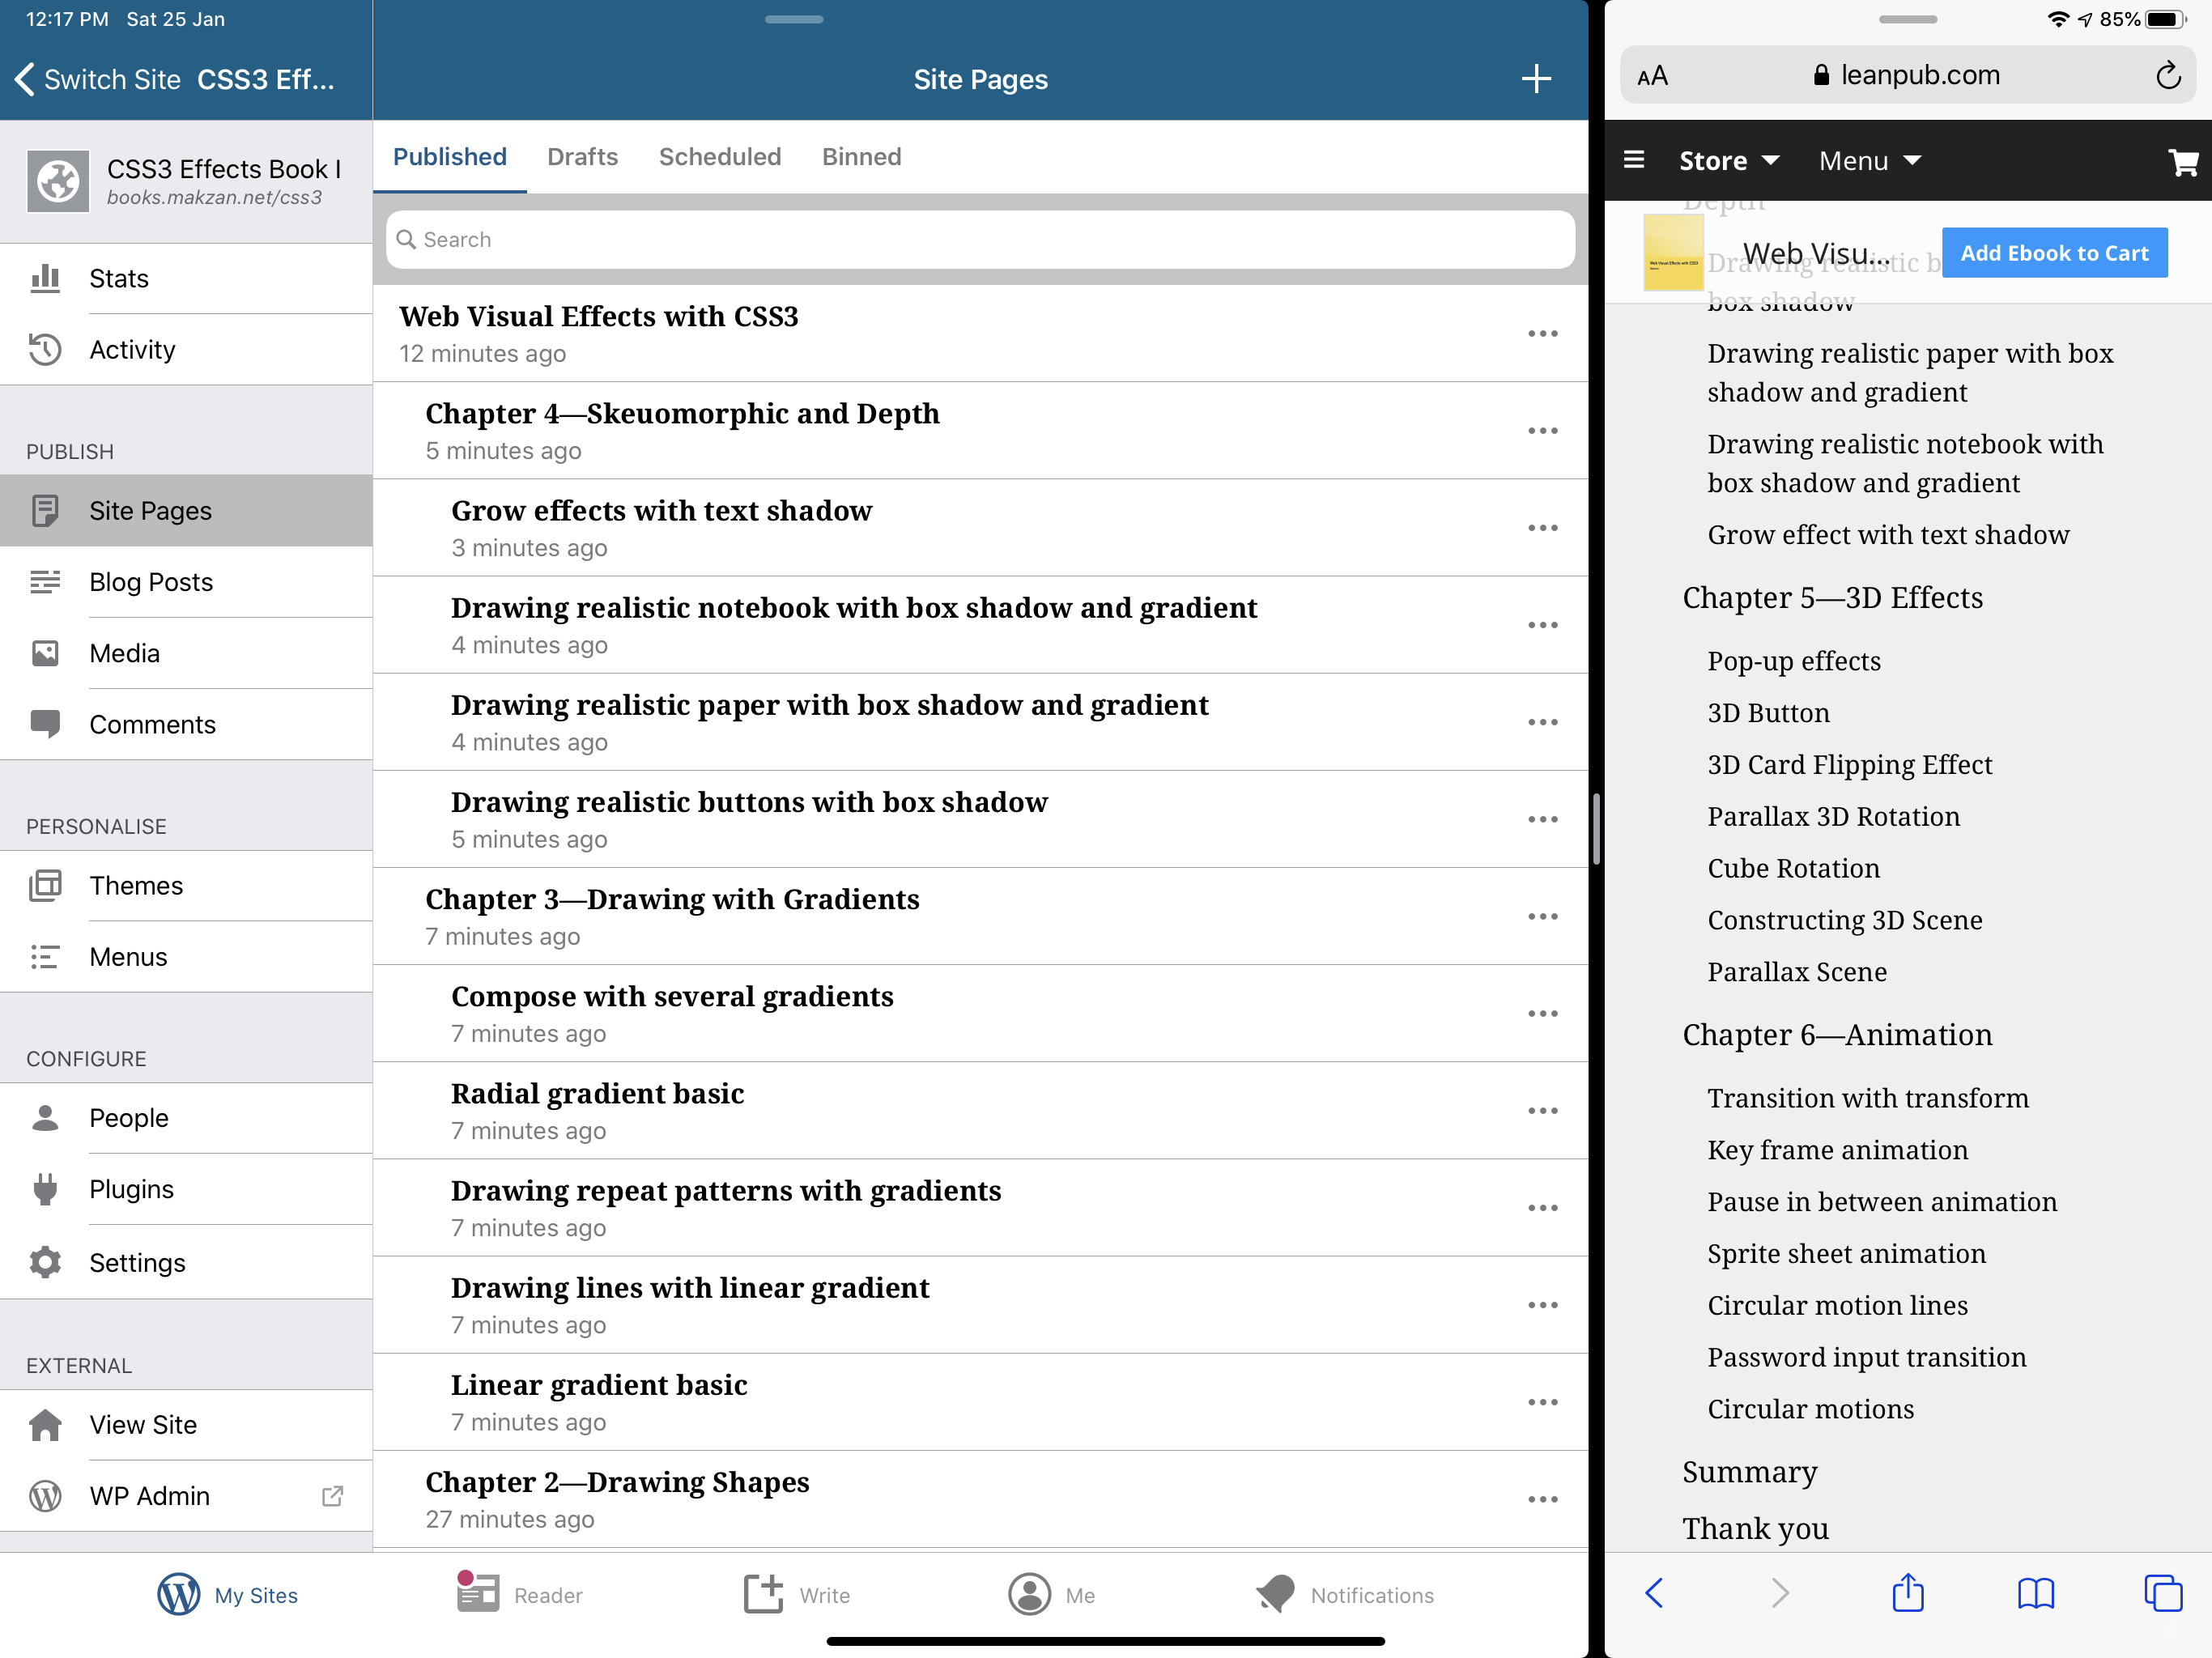 12:17 PM Sat 25 Jan
Switch Site CSS3 Eff...
CSS3 Effects Book I
books.makzan.net/css3
Stats
Activity
PUBLISH
Site Pages
Blog Posts
Media
Comments
PERSONALISE
Themes
Menus
CONFIGURE
People
Plugins
Settings
EXTERNAL
View Site
WP Admin
Site Pages
Published Drafts Scheduled Binned
Search
Web Visual Effects with CSS3
12 minutes ago
Chapter 4—Skeuomorphic and Depth
5 minutes ago
Grow effects with text shadow
3 minutes ago
Drawing realistic notebook with box shadow and gradient
4 minutes ago
Drawing realistic paper with box shadow and gradient
4 minutes ago
Drawing realistic buttons with box shadow
5 minutes ago
Chapter 3—Drawing with Gradients
7 minutes ago
Compose with several gradients
7 minutes ago
Radial gradient basic
7 minutes ago
Drawing repeat patterns with gradients
7 minutes ago
Drawing lines with linear gradient
7 minutes ago
Linear gradient basic
7 minutes ago
Chapter 2—Drawing Shapes
27 minutes ago
My Sites Reader Write Me Notifications
85%
AA leanpub.com
Store Menu
Depth
Web Visu... Add Ebook to Cart
Drawing realistic b
box shadow
Drawing realistic paper with box
shadow and gradient
Drawing realistic notebook with
box shadow and gradient
Grow effect with text shadow
Chapter 5—3D Effects
Pop-up effects
3D Button
3D Card Flipping Effect
Parallax 3D Rotation
Cube Rotation
Constructing 3D Scene
Parallax Scene
Chapter 6—Animation
Transition with transform
Key frame animation
Pause in between animation
Sprite sheet animation
Circular motion lines
Password input transition
Circular motions
Summary
Thank you